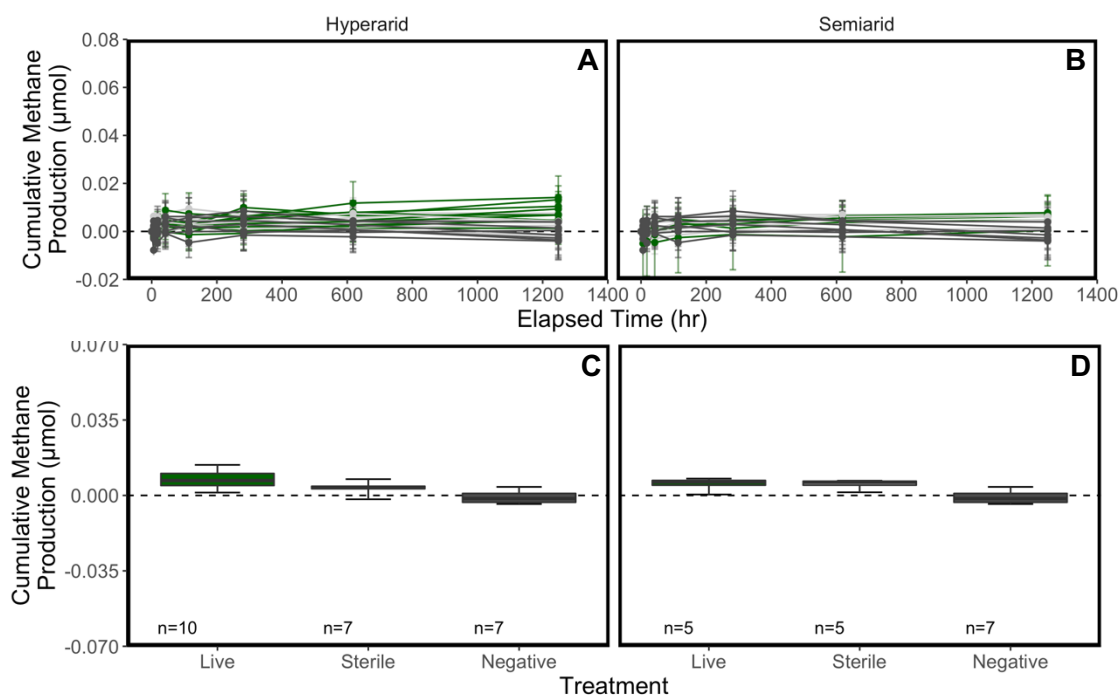 Hyperarid
Semiarid
Cumulative Methane
Production (µmol)
0.08
0.06
0.04
0.02
0.00
-0.02
A
B
0 200 400 600 800 1000 1200 1400
0 200 400 600 800 1000 1200 1400
Elapsed Time (hr)
Cumulative Methane
Production (µmol)
0.070
0.035
0.000
-0.035
-0.070
C
D
n=10 n=7 n=7
n=5 n=5 n=7
Live Sterile Negative
Live Sterile Negative
Treatment